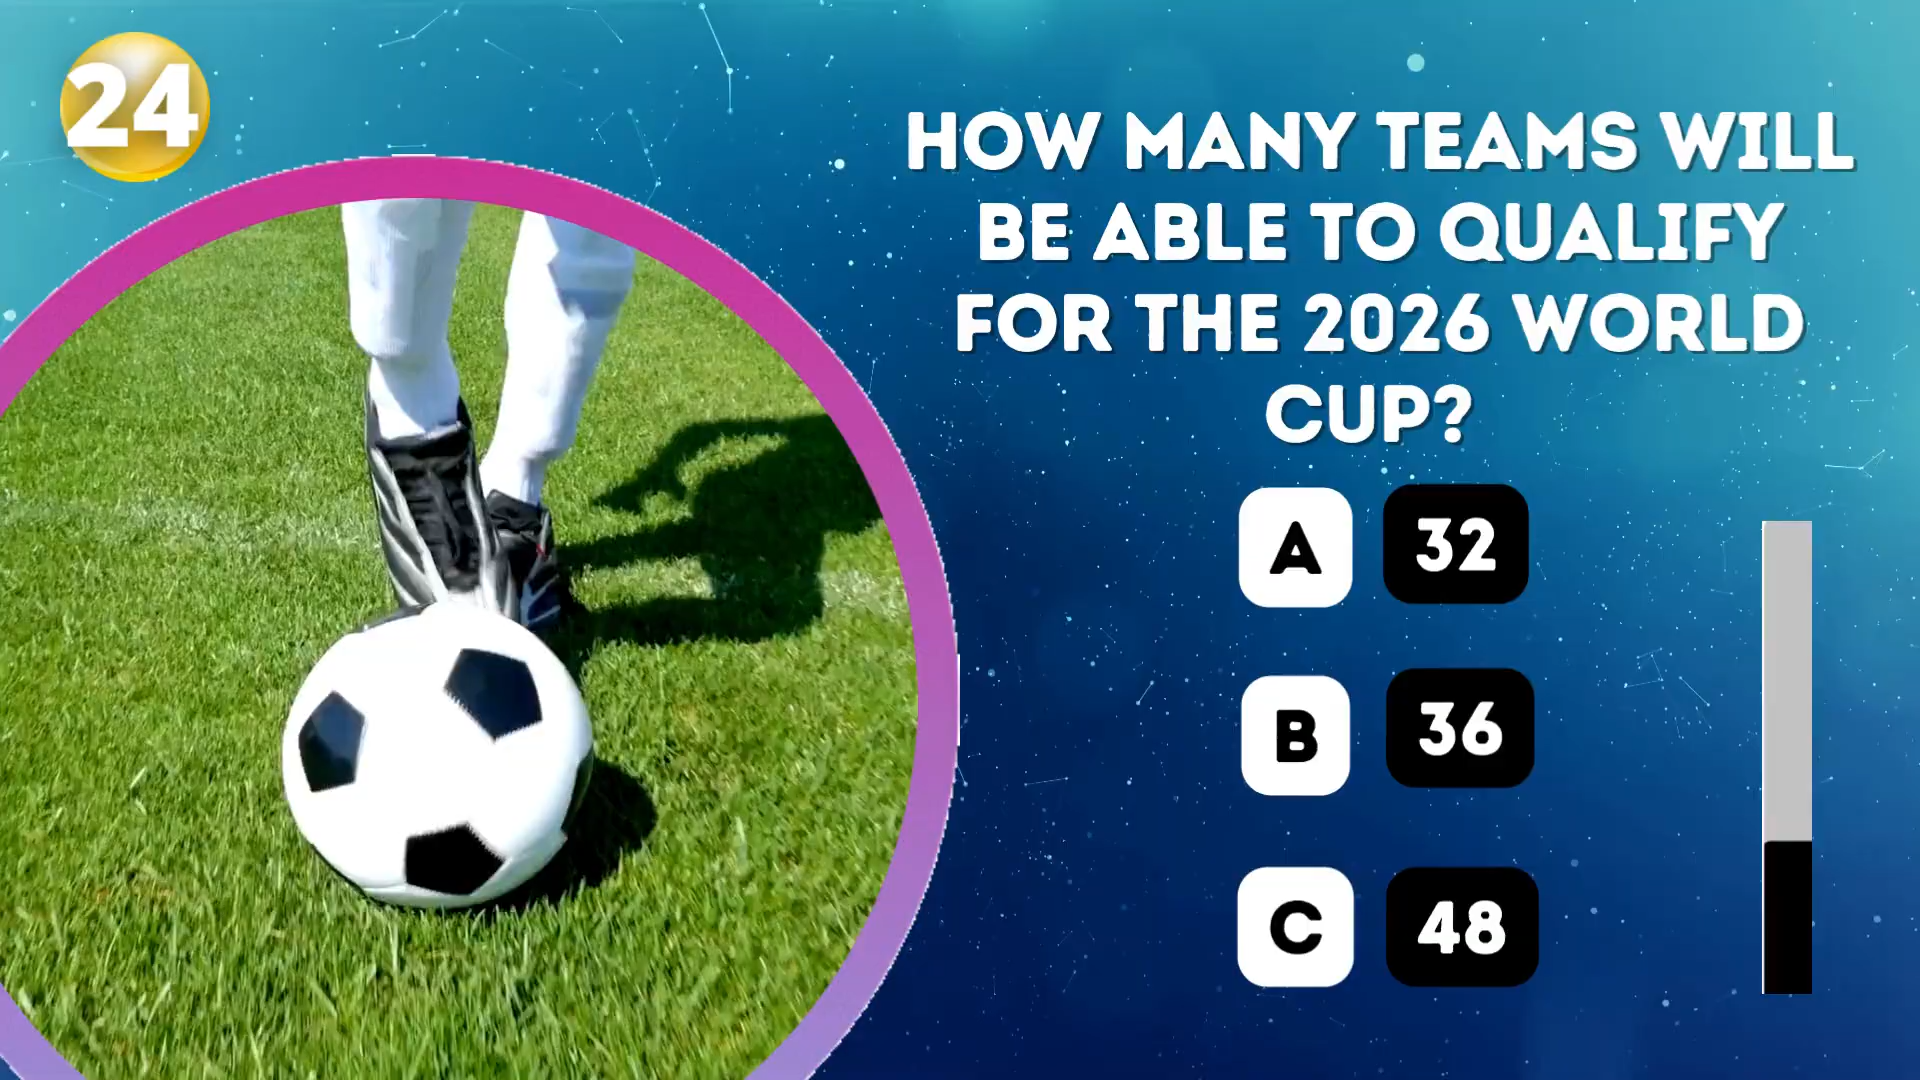 24
HOW MANY TEAMS WILL
BE ABLE TO QUALIFY
FOR THE 2026 WORLD
CUP?
A 32
B 36
C 48